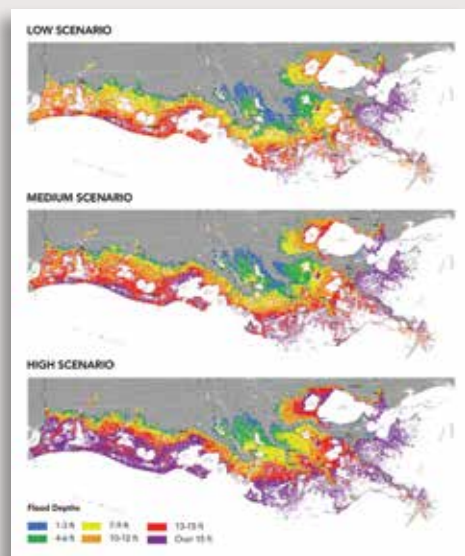 LOW SCENARIO
MEDIUM SCENARIO
HIGH SCENARIO
Flood Depths
1-3 ft 7-9 ft 13-15 ft
4-6 ft 10-12 ft Over 15 ft